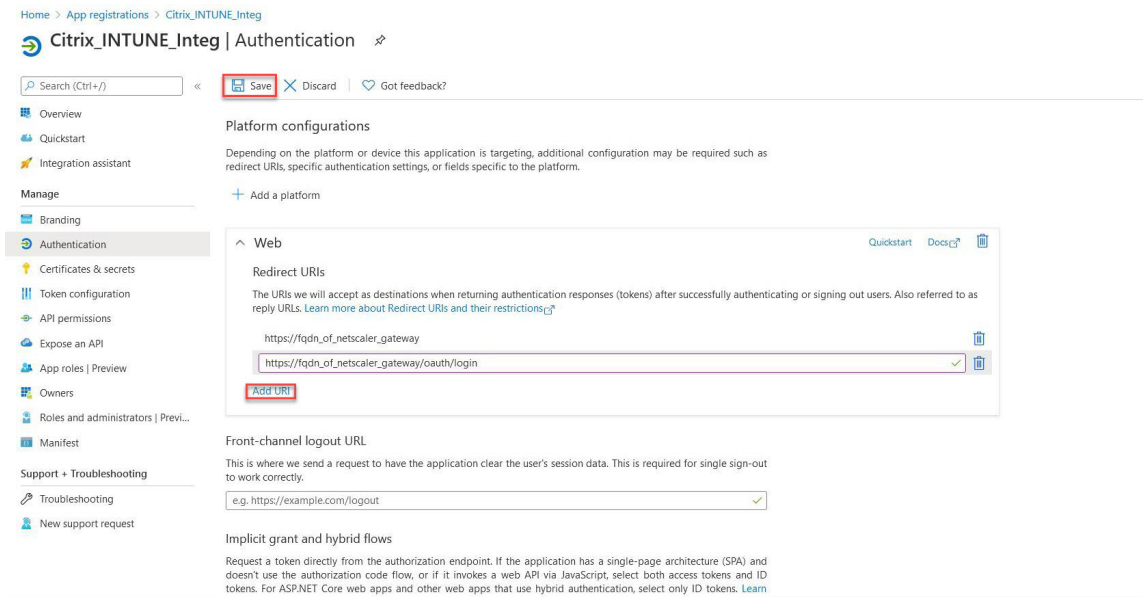 Home > App registrations > Citrix_INTUNE_Integ
Citrix_INTUNE_Integ | Authentication
Search (Ctrl+/)
«
Overview
Quickstart
Integration assistant
Manage
Branding
Authentication
Certificates & secrets
Token configuration
API permissions
Expose an API
App roles | Preview
Owners
Roles and administrators | Previ...
Manifest
Support + Troubleshooting
Troubleshooting
New support request
Save Discard Got feedback?
Platform configurations
Depending on the platform or device this application is targeting, additional configuration may be required such as
redirect URIs, specific authentication settings, or fields specific to the platform.
Add a platform
Web Quickstart Docs
Redirect URIs
The URIs we will accept as destinations when returning authentication responses (tokens) after successfully authenticating or signing out users. Also referred to as
reply URLs. Learn more about Redirect URIs and their restrictions
https://fqdn_of_netscaler_gateway
https://fqdn_of_netscaler_gateway/oauth/login
Add URI
Front-channel logout URL
This is where we send a request to have the application clear the user's session data. This is required for single sign-out
to work correctly.
e.g. https://example.com/logout
Implicit grant and hybrid flows
Request a token directly from the authorization endpoint. If the application has a single-page architecture (SPA) and
doesn't use the authorization code flow, or if it invokes a web API via JavaScript, select both access tokens and ID
tokens. For ASP.NET Core web apps and other web apps that use hybrid authentication, select only ID tokens. Learn